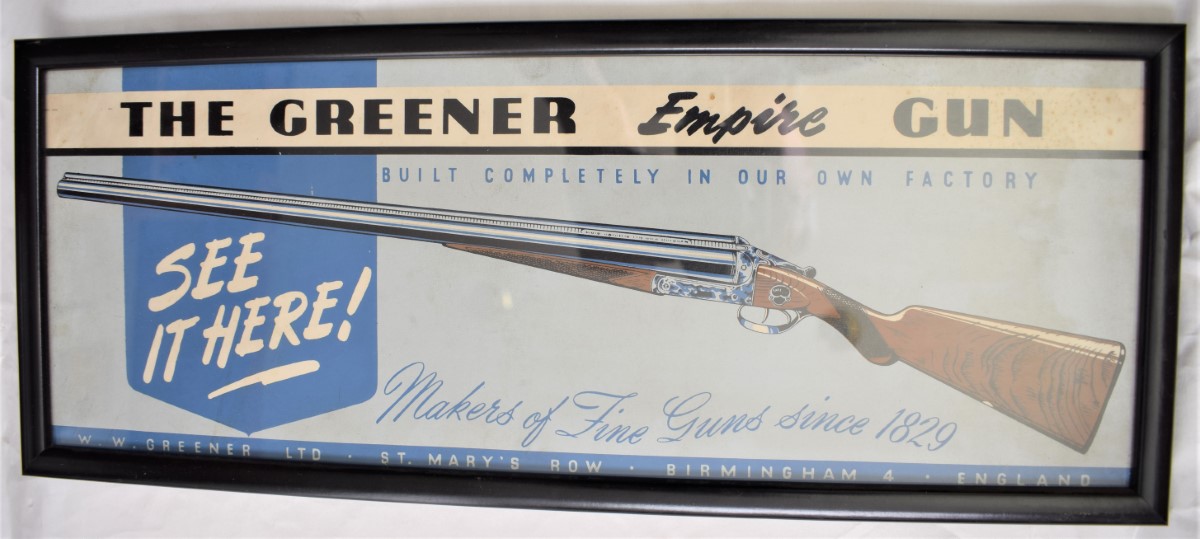 THE GREENER Empire GUN
BUILT COMPLETELY IN OUR OWN FACTORY
SEE
IT HERE!
Makers of Fine Guns since 1829
W. W. GREENER LTD · ST. MARY'S ROW · BIRMINGHAM 4 · ENGLAND